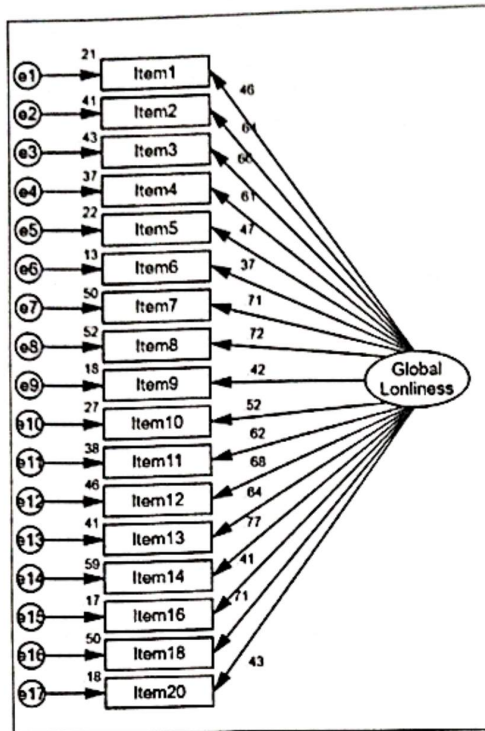 21
e1 Item1 46
41
e2 Item2 64
43
e3 Item3 66
37
e4 Item4 61
22
e5 Item5 47
13
e6 Item6 37
50
e7 Item7 71
52
e8 Item8 72
18
e9 Item9 42
Global
Lonliness
27
e10 Item10 52
38
e11 Item11 62
46
e12 Item12 68
41
e13 Item13 64
59
e14 Item14 77
17
e15 Item16 41
50
e16 Item18 71
18
e17 Item20 43